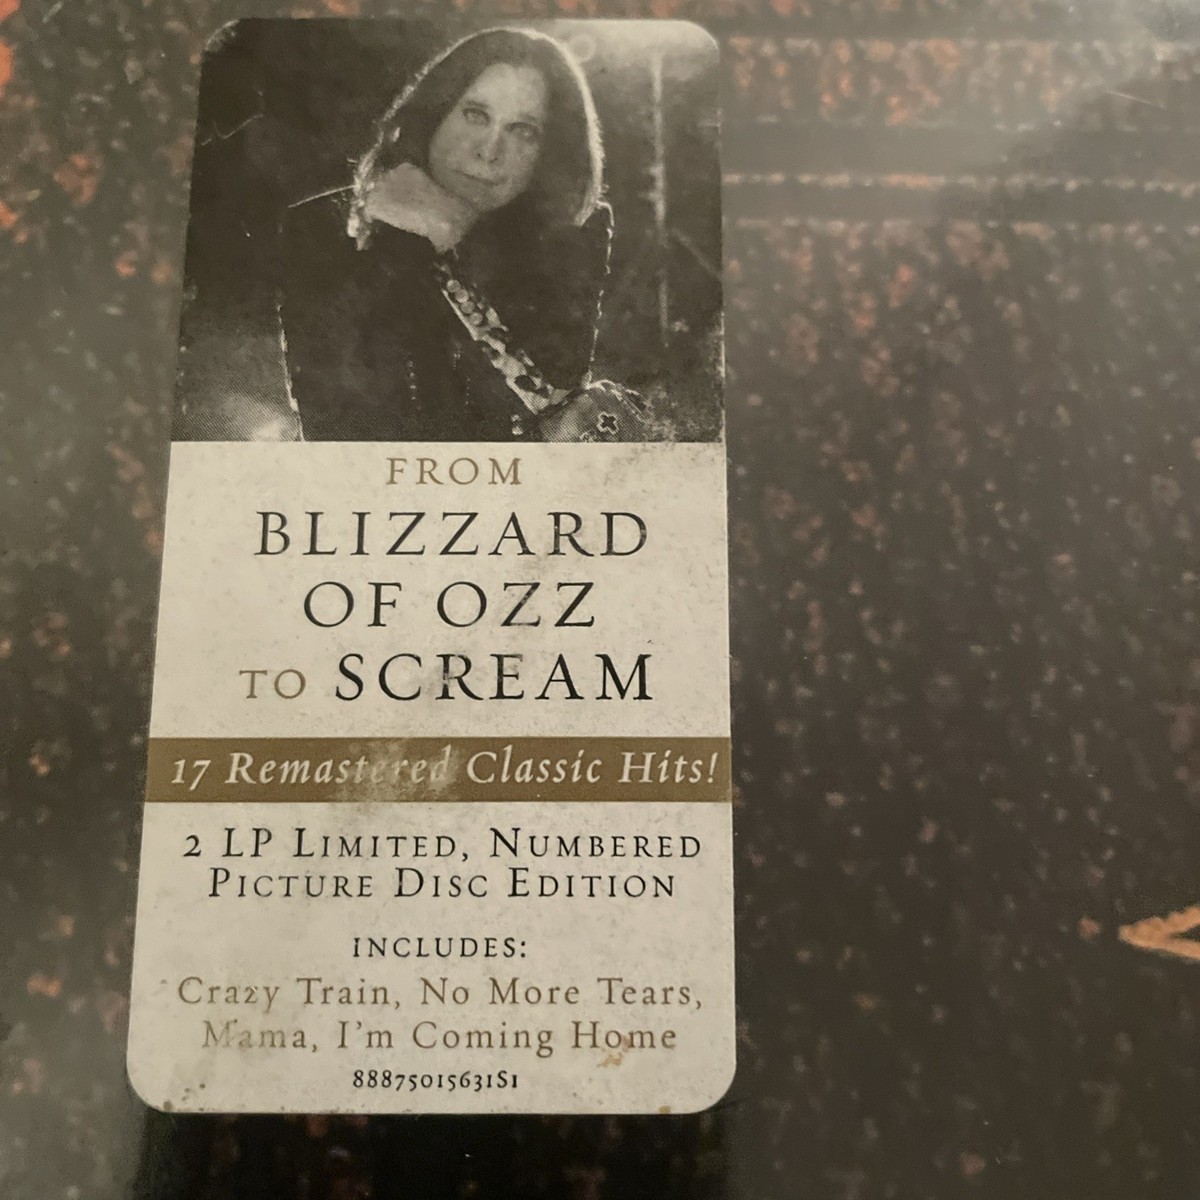 FROM
BLIZZARD
OF OZZ
TO SCREAM
17 Remastered Classic Hits!
2 LP LIMITED, NUMBERED
PICTURE DISC EDITION
INCLUDES:
Crazy Train, No More Tears,
Mama, I'm Coming Home
88875015631S1